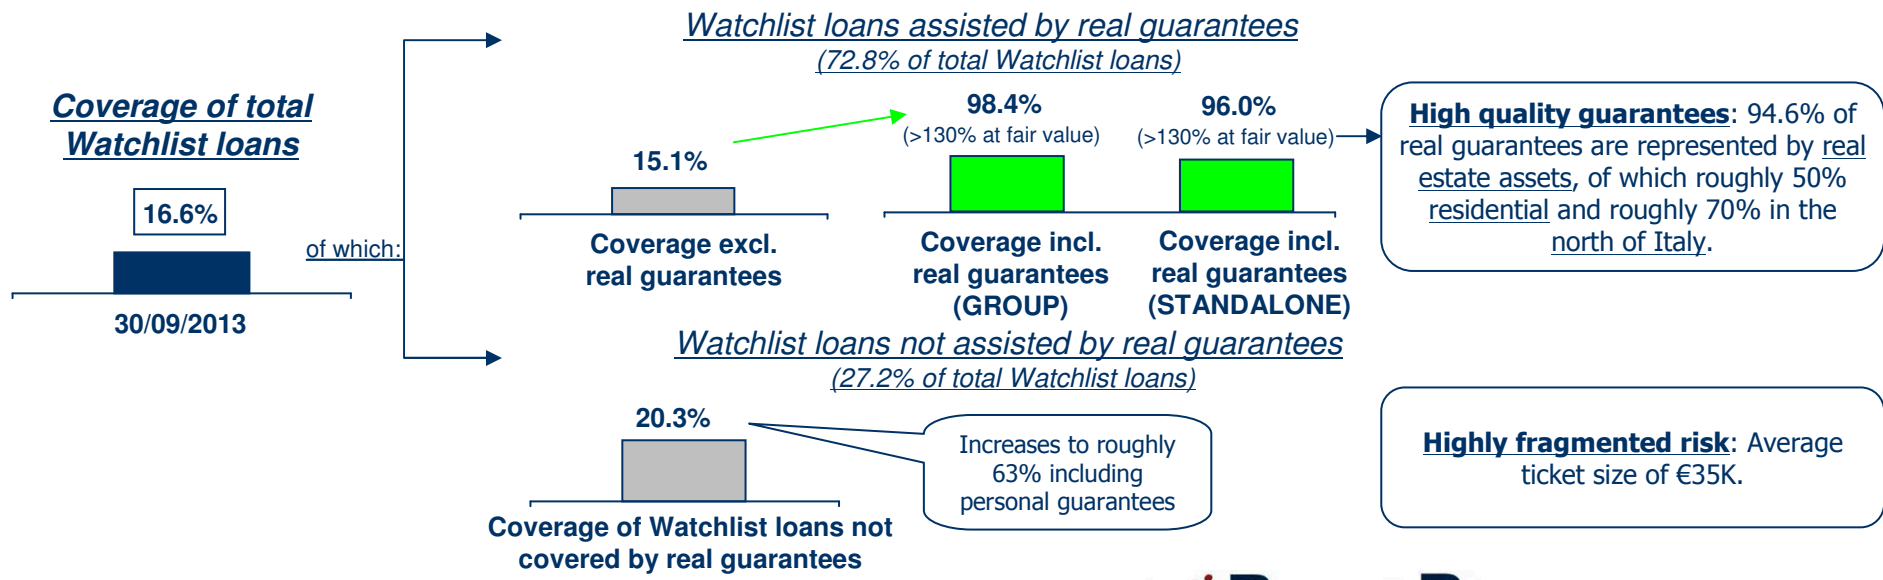 Coverage of total
Watchlist loans
16.6%
30/09/2013
of which:
Watchlist loans assisted by real guarantees
(72.8% of total Watchlist loans)
15.1%
Coverage excl.
real guarantees
98.4%
(>130% at fair value)
Coverage incl.
real guarantees
(GROUP)
96.0%
(>130% at fair value)
Coverage incl.
real guarantees
(STANDALONE)
High quality guarantees: 94.6% of
real guarantees are represented by real
estate assets, of which roughly 50%
residential and roughly 70% in the
north of Italy.
Watchlist loans not assisted by real guarantees
(27.2% of total Watchlist loans)
20.3%
Coverage of Watchlist loans not
covered by real guarantees
Increases to roughly
63% including
personal guarantees
Highly fragmented risk: Average
ticket size of €35K.